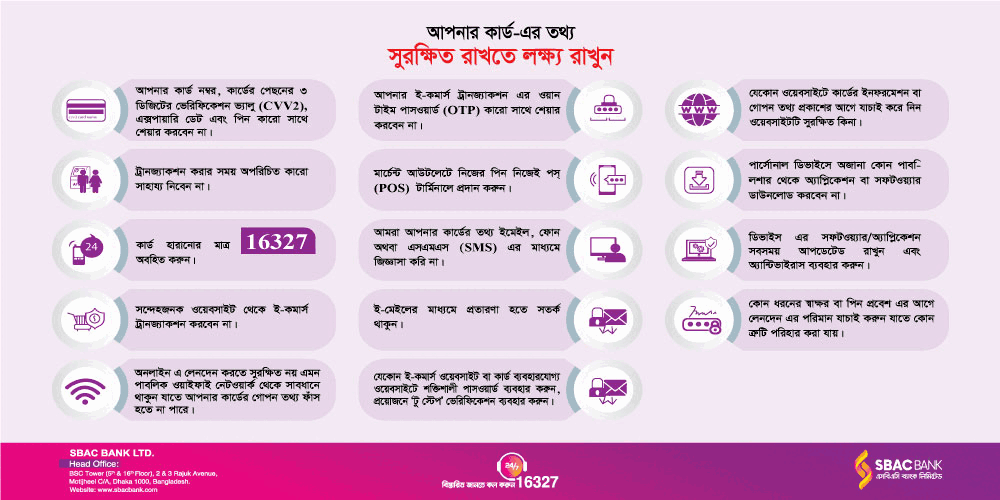 আপনার কার্ড-এর তথ্য
সুরক্ষিত রাখতে লক্ষ্য রাখুন
আপনার কার্ড নম্বর, কার্ডের পেছনের ৩
ডিজিটের ভেরিফিকেশন ভ্যালু (CVV2),
এক্সপায়ারি ডেট এবং পিন কারো সাথে
শেয়ার করবেন না।
ট্রানজ্যাকশন করার সময় অপরিচিত কারো
সাহায্য নিবেন না।
24
কার্ড হারানোর মাত্র 16327
অবহিত করুন।
সন্দেহজনক ওয়েবসাইট থেকে ই-কমার্স
ট্রানজ্যাকশন করবেন না।
অনলাইন এ লেনদেন করতে সুরক্ষিত নয় এমন
পাবলিক ওয়াইফাই নেটওয়ার্ক থেকে সাবধানে
থাকুন যাতে আপনার কার্ডের গোপন তথ্য ফাঁস
হতে না পারে।
আপনার ই-কমার্স ট্রানজ্যাকশন এর ওয়ান
টাইম পাসওয়ার্ড (OTP) কারো সাথে শেয়ার
করবেন না।
মার্চেন্ট আউটলেটে নিজের পিন নিজেই পস্
(POS) টার্মিনালে প্রদান করুন।
আমরা আপনার কার্ডের তথ্য ইমেইল, ফোন
অথবা এসএমএস (SMS) এর মাধ্যমে
জিজ্ঞাসা করি না।
ই-মেইলের মাধ্যমে প্রতারণা হতে সতর্ক
থাকুন।
যেকোন ই-কমার্স ওয়েবসাইট বা কার্ড ব্যবহারযোগ্য
ওয়েবসাইটে শক্তিশালী পাসওয়ার্ড ব্যবহার করুন,
প্রয়োজনে 'টু স্টেপ' ভেরিফিকেশন ব্যবহার করুন।
WWW
যেকোন ওয়েবসাইটে কার্ডের ইনফরমেশন বা
গোপন তথ্য প্রকাশের আগে যাচাই করে নিন
ওয়েবসাইটটি সুরক্ষিত কিনা।
পার্সোনাল ডিভাইসে অজানা কোন পাবলি-
লশার থেকে অ্যাপ্লিকেশন বা সফটওয়্যার
ডাউনলোড করবেন না।
ডিভাইস এর সফটওয়্যার/অ্যাপ্লিকেশন
সবসময় আপডেটেড রাখুন এবং
অ্যান্টিভাইরাস ব্যবহার করুন।
কোন ধরনের স্বাক্ষর বা পিন প্রবেশ এর আগে
লেনদেন এর পরিমান যাচাই করুন যাতে কোন
ত্রুটি পরিহার করা যায়।
SBAC BANK LTD.
Head Office:
BSC Tower (5th & 16th Floor), 2 & 3 Rajuk Avenue,
Motijheel C/A, Dhaka 1000, Bangladesh.
Website: www.sbacbank.com
24/7
বিস্তারিত জানতে কল করুন 16327
SBAC BANK
এসবিএসি ব্যাংক লিমিটেড